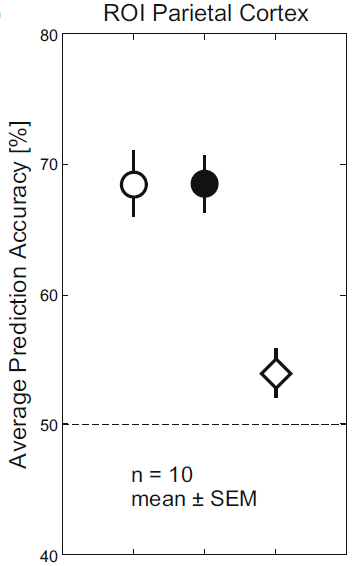 ROI Parietal Cortex
Average Prediction Accuracy [%]
80
70
60
50
40
n = 10
mean ± SEM